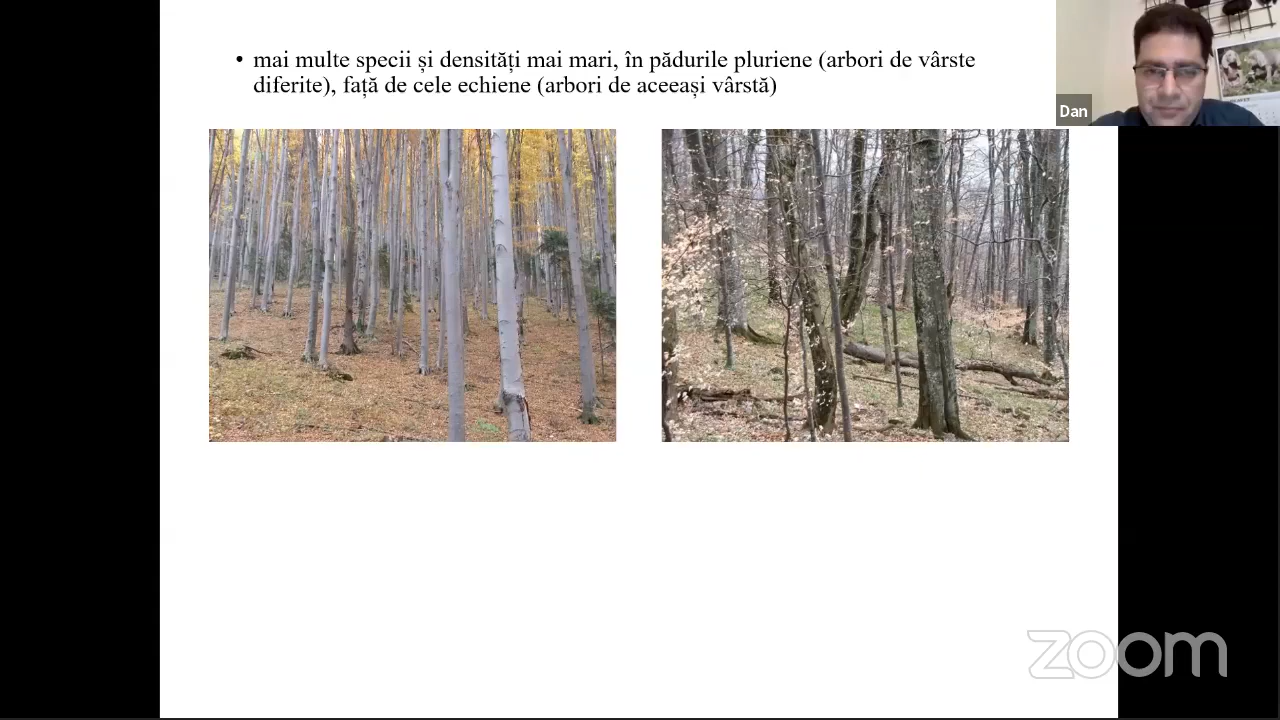 • mai multe specii și densități mai mari, în pădurile pluriene (arbori de vârste
diferite), față de cele echiene (arbori de aceeași vârstă)
Dan
zoom